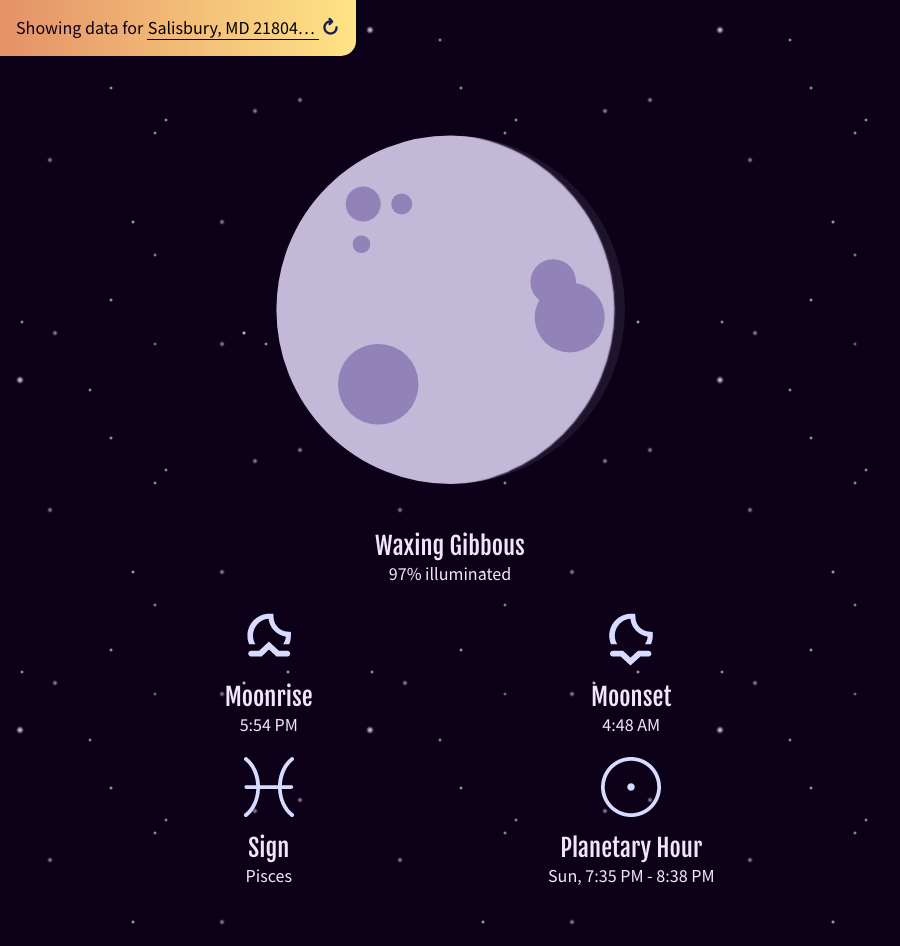 Showing data for Salisbury, MD 21804…
Waxing Gibbous
97% illuminated
Moonrise
5:54 PM
Moonset
4:48 AM
Sign
Pisces
Planetary Hour
Sun, 7:35 PM - 8:38 PM